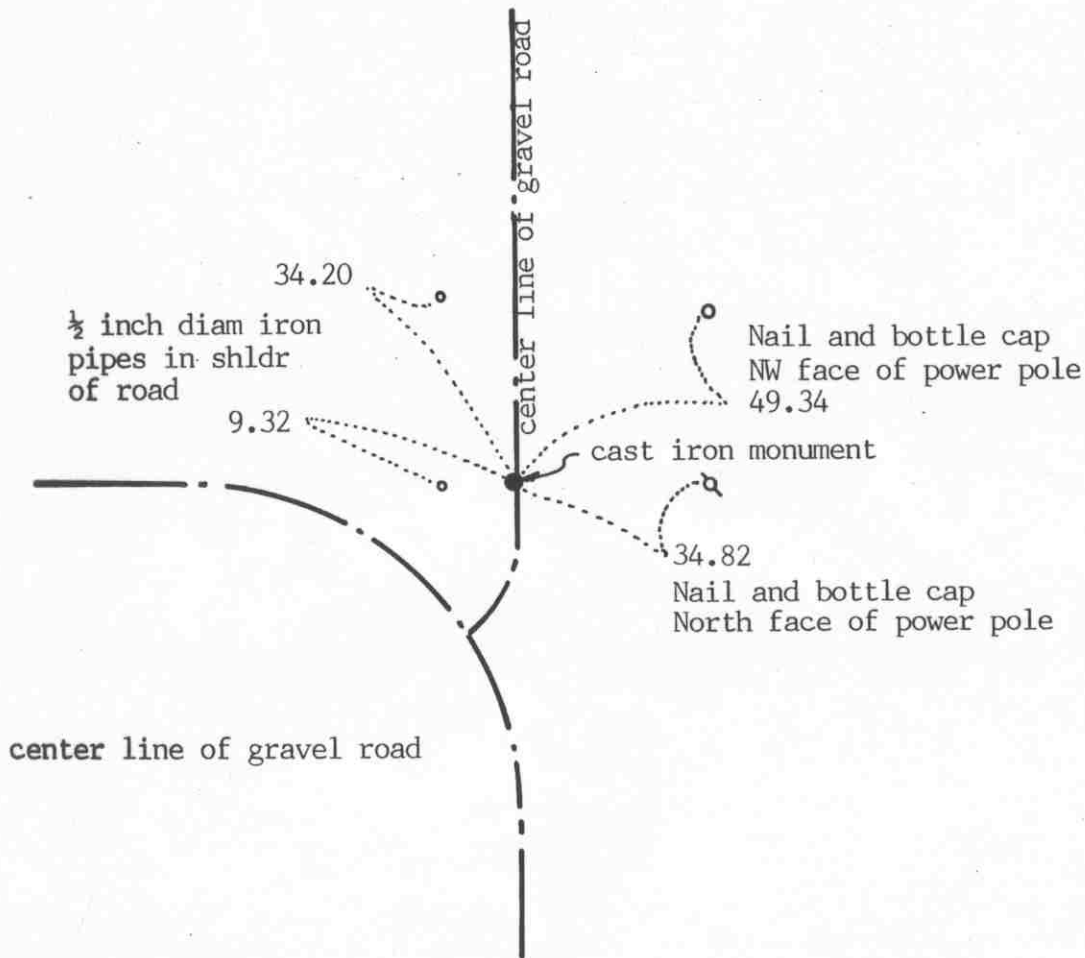 center line of gravel road
34.20
½ inch diam iron
pipes in shldr
of road
9.32
Nail and bottle cap
NW face of power pole
49.34
cast iron monument
34.82
Nail and bottle cap
North face of power pole
center line of gravel road